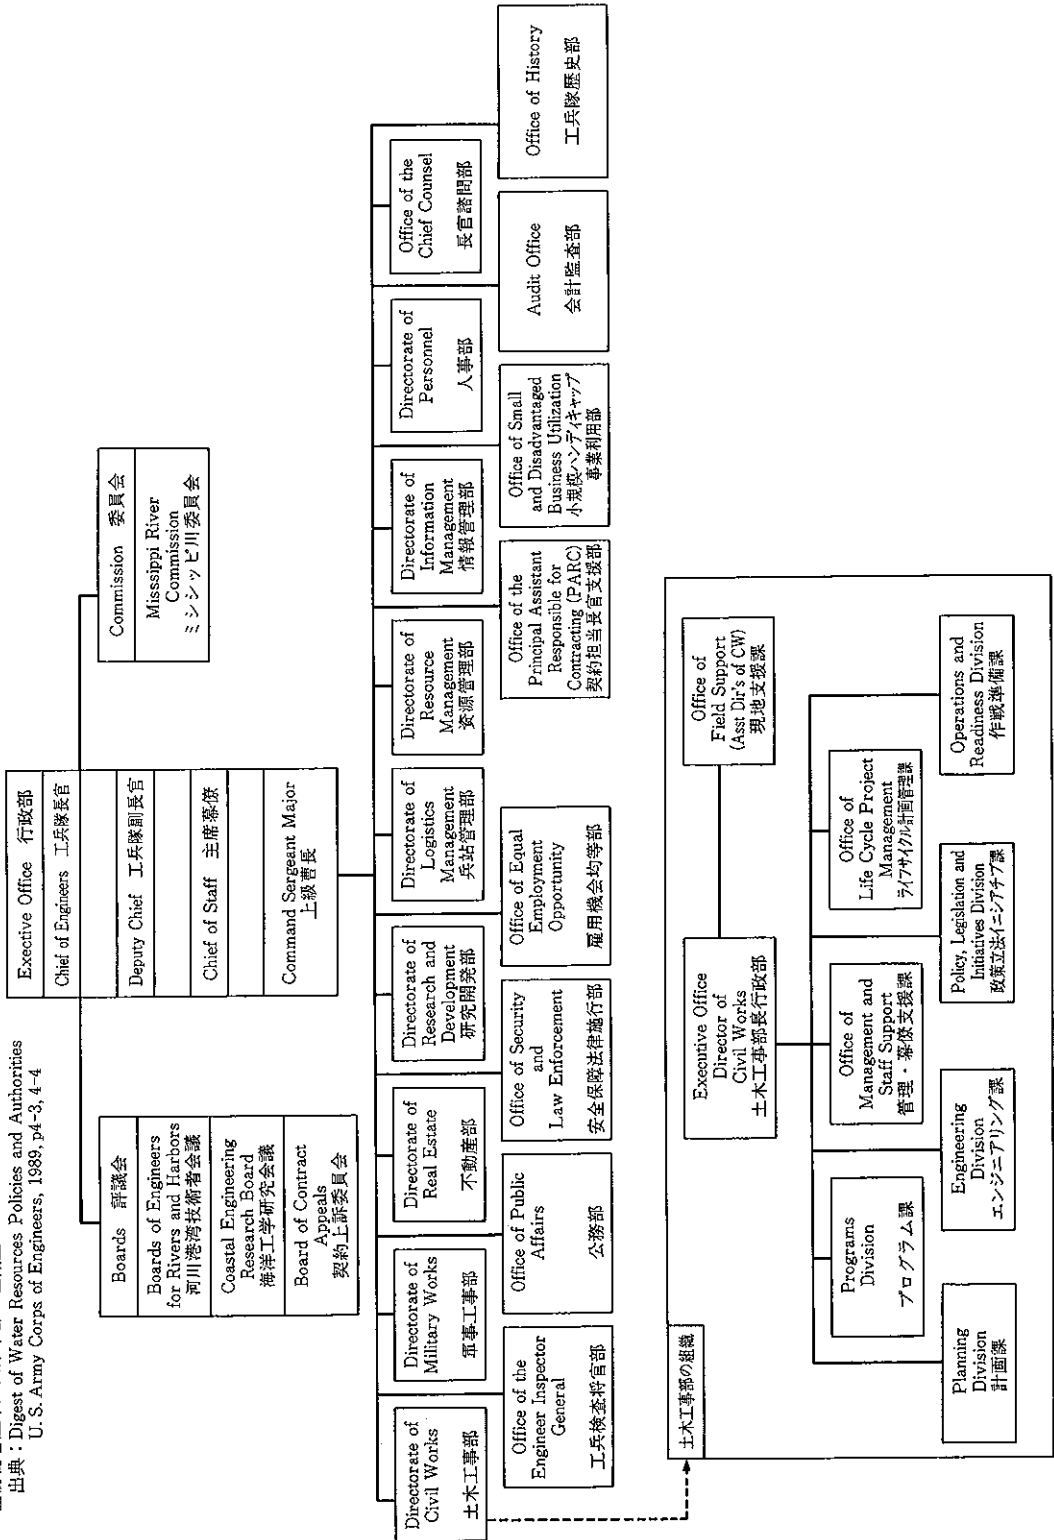 出典：Digest of Water Resources Policies and Authorities
U. S. Army Corps of Engineers, 1989, p4-3, 4-4
Exective Office 行政部
Chief of Engineers 工兵隊長官
Deputy Chief 工兵隊副長官
Chief of Staff 主席幕僚
Command Sergeant Major
上級曹長
Boards 評議会
Boards of Engineers
for Rivers and Harbors
河川港湾技術者会議
Coastal Engineering
Research Board
海洋工学研究会議
Board of Contract
Appeals
契約上訴委員会
Commission 委員会
Misssippi River
Commission
ミシシッピ川委員会
Directorate of
Civil Works
土木工事部
Directorate of
Military Works
軍事工事部
Directorate of
Real Estate
不動産部
Directorate of
Research and
Development
研究開発部
Directorate of
Logistics
Management
兵站管理部
Directorate of
Resource
Management
資源管理部
Directorate of
Information
Management
情報管理部
Directorate of
Personnel
人事部
Office of the
Chief Counsel
長官諮問部
Office of the
Engineer Inspector
General
工兵検査将官部
Office of Public
Affairs
公務部
Office of Security
and
Law Enforcement
安全保障法律施行部
Office of Equal
Employment
Opportunity
雇用機会均等部
Office of the
Principal Assistant
Responsible for
Contracting (PARC)
契約担当長官支援部
Office of Small
and Disadvantaged
Business Utilization
小規模ハンディキャップ
事業利用部
Audit Office
会計監査部
Office of History
工兵隊歴史部
土木工事部の組織
Executive Office
Director of
Civil Works
土木工事部長行政部
Office of
Field Support
(Asst Dir's of CW)
現地支援課
Programs
Division
プログラム課
Office of
Management and
Staff Support
管理・幕僚支援課
Office of
Life Cycle Project
Management
ライフサイクル計画管理課
Planning
Division
計画課
Engineering
Division
エンジニアリング課
Policy, Legislation and
Initiatives Division
政策立法イニシアチブ課
Operations and
Readiness Division
作戦準備課